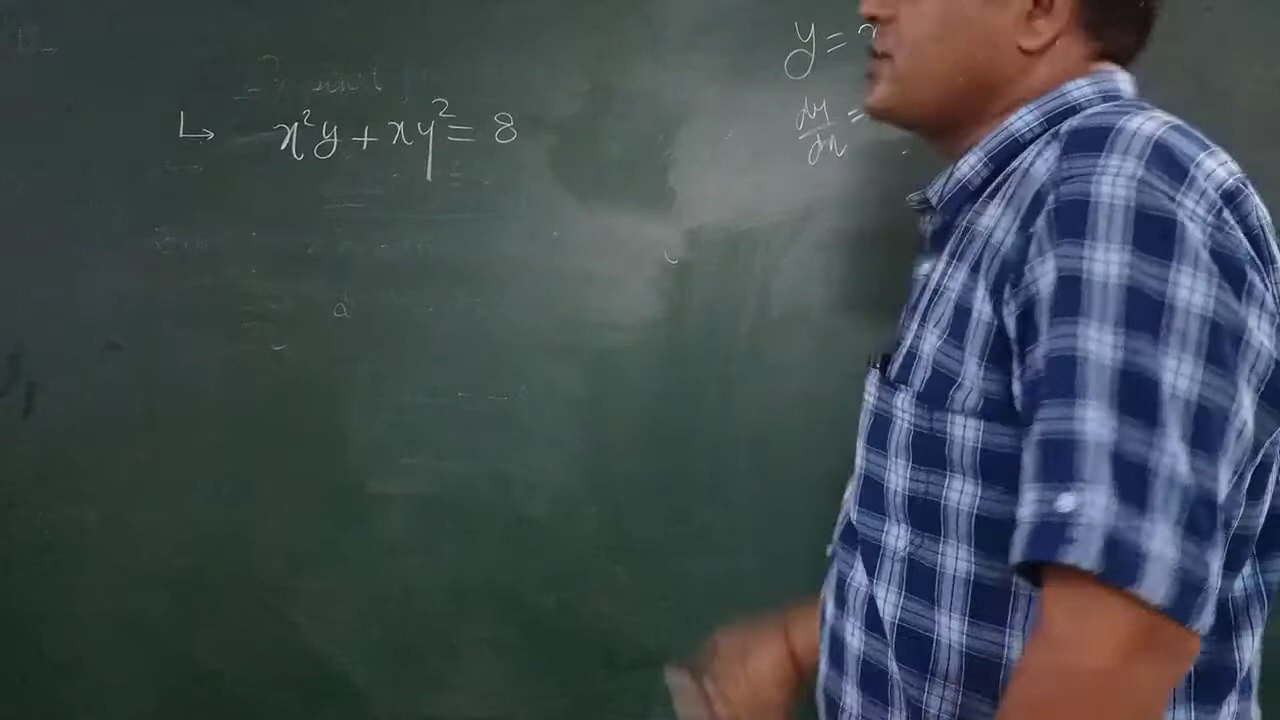 ↳ x²y + xy² = 8
y =
dy/dx =